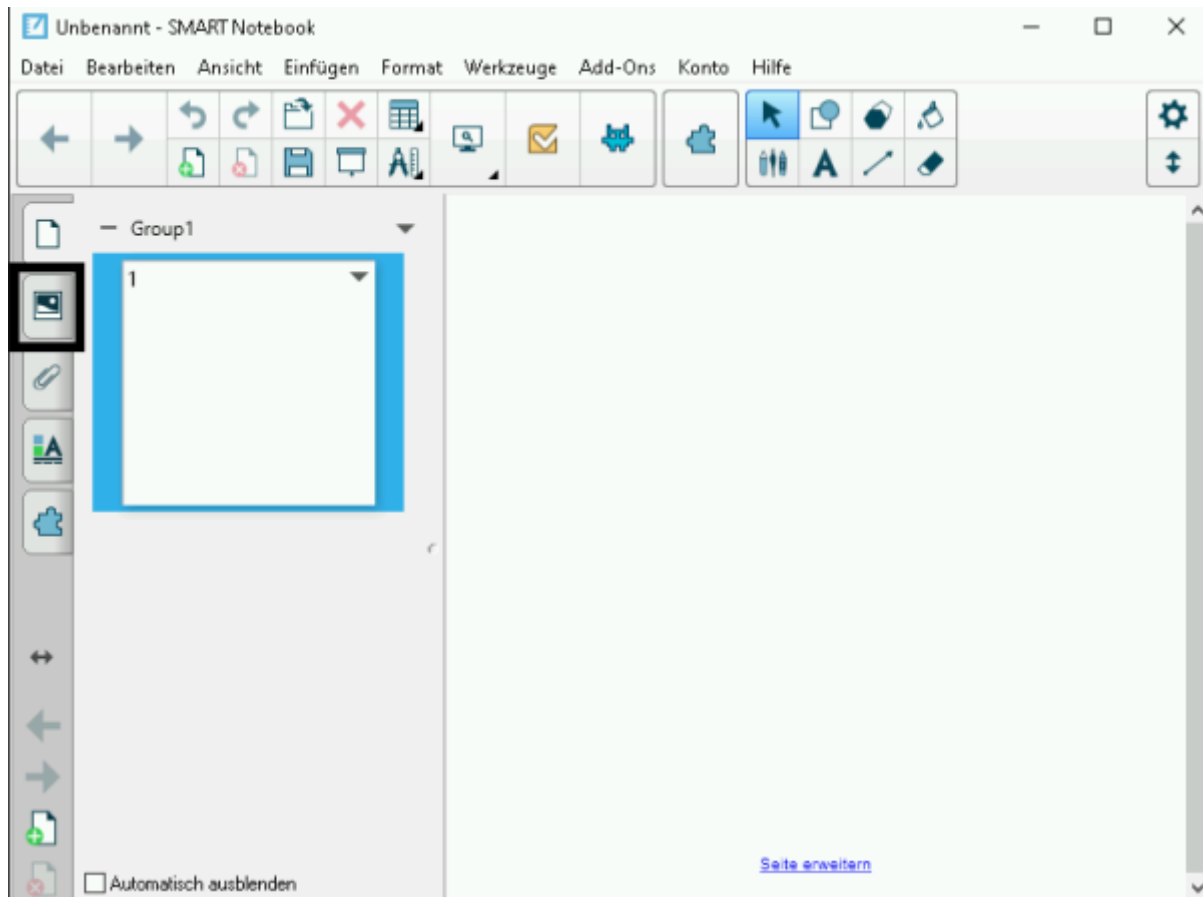 Unbenannt - SMART Notebook
Datei Bearbeiten Ansicht Einfügen Format Werkzeuge Add-Ons Konto Hilfe
Group1
1
Seite erweitern
Automatisch ausblenden